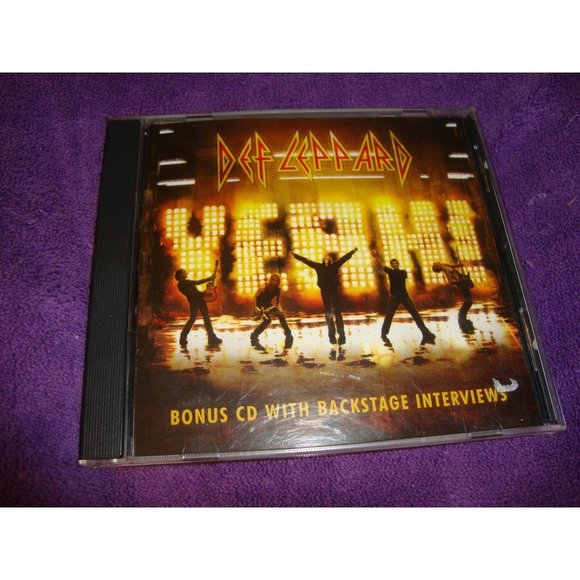 DEF LEPPARD
YEAH!
BONUS CD WITH BACKSTAGE INTERVIEWS